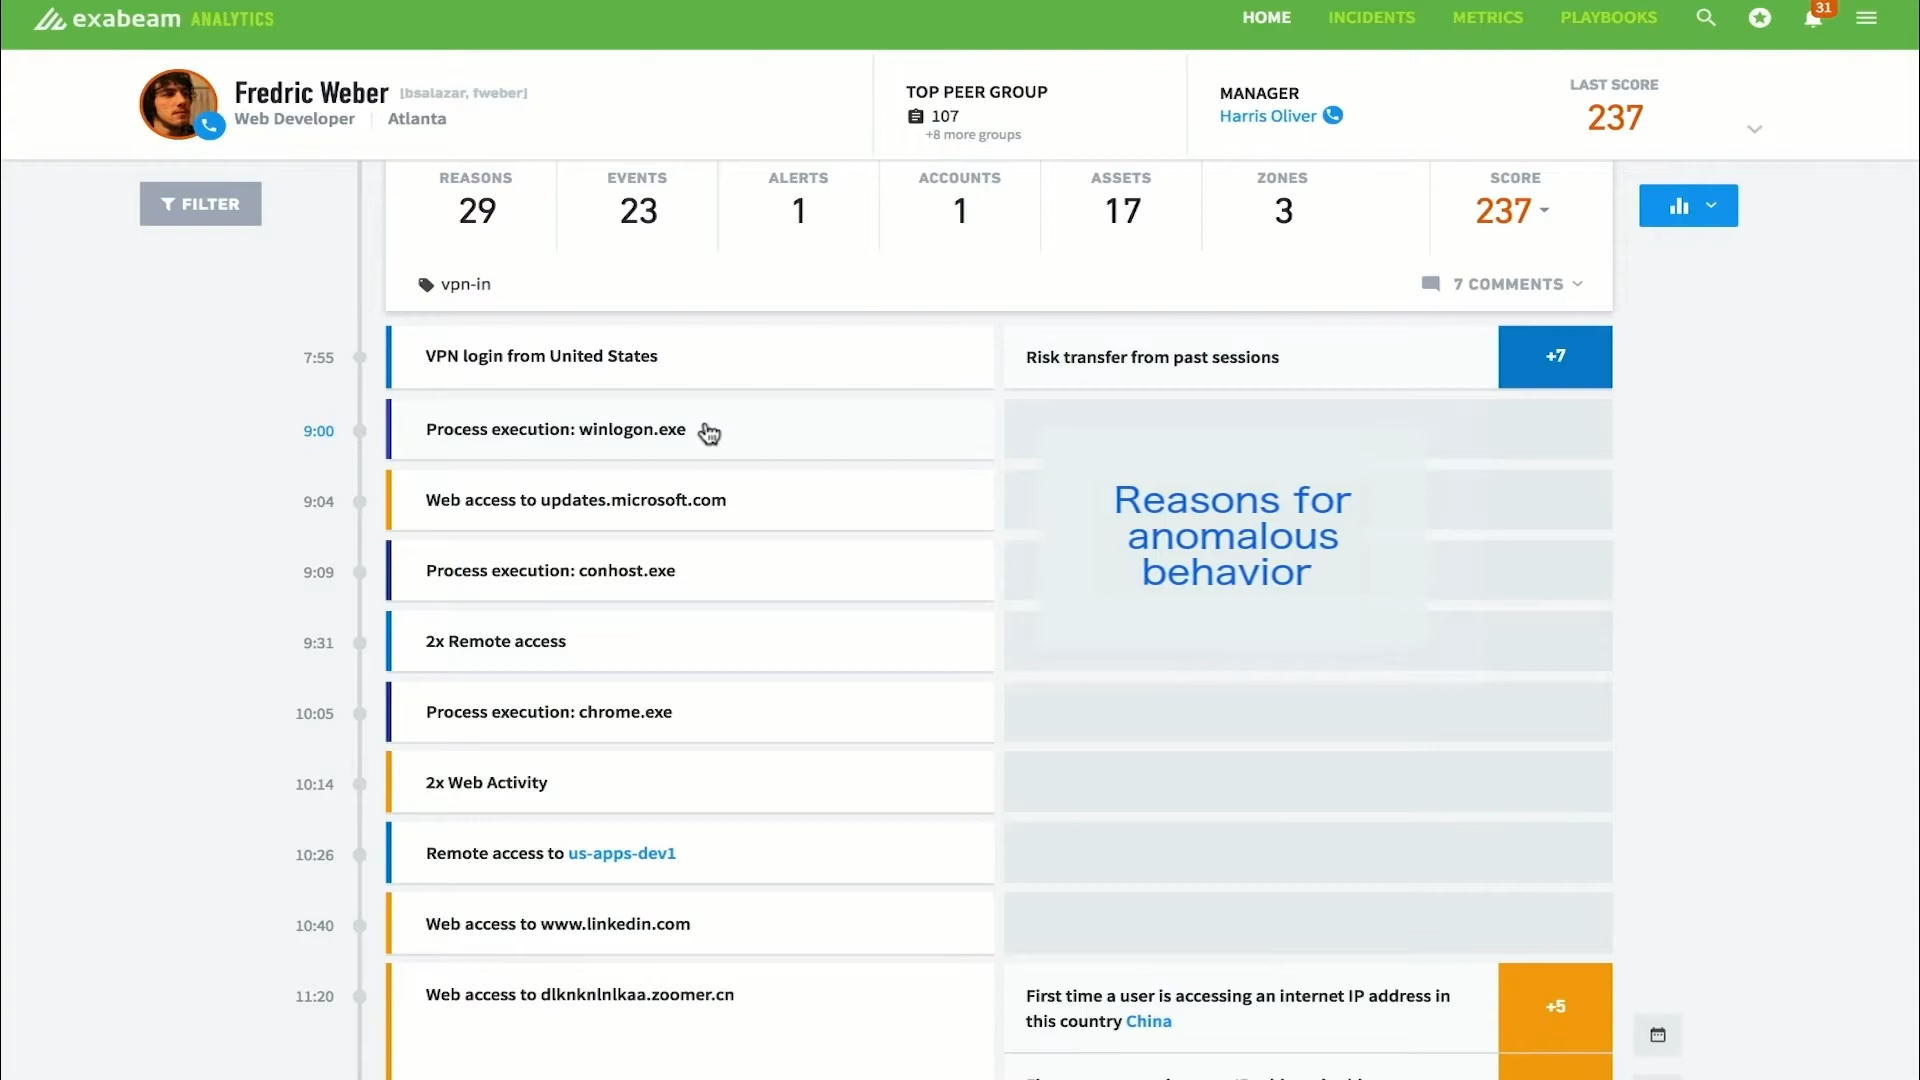 exabeam ANALYTICS
HOME INCIDENTS METRICS PLAYBOOKS 31
Fredric Weber [bsalazar, fweber]
Web Developer Atlanta
TOP PEER GROUP
107
+8 more groups
MANAGER
Harris Oliver
LAST SCORE
237
FILTER
REASONS EVENTS ALERTS ACCOUNTS ASSETS ZONES SCORE
29 23 1 1 17 3 237
vpn-in 7 COMMENTS
7:55 VPN login from United States Risk transfer from past sessions +7
9:00 Process execution: winlogon.exe
9:04 Web access to updates.microsoft.com
Reasons for
anomalous
behavior
9:09 Process execution: conhost.exe
9:31 2x Remote access
10:05 Process execution: chrome.exe
10:14 2x Web Activity
10:26 Remote access to us-apps-dev1
10:40 Web access to www.linkedin.com
11:20 Web access to dlknknlnlkaa.zoomer.cn First time a user is accessing an internet IP address in
this country China +5